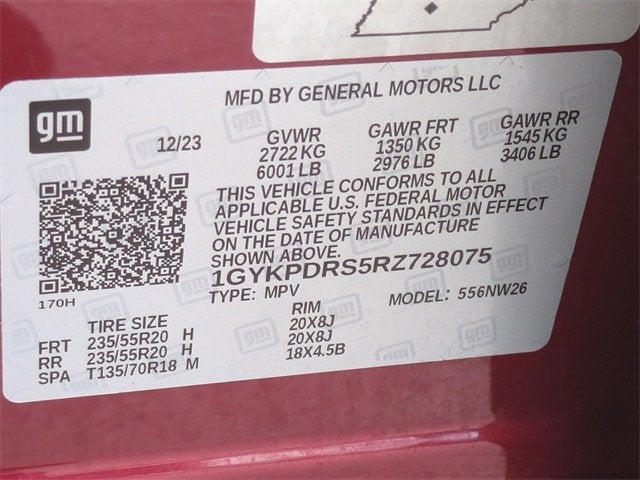 MFD BY GENERAL MOTORS LLC
gm
12/23
GVWR
2722 KG
6001 LB
GAWR FRT
1350 KG
2976 LB
GAWR RR
1545 KG
3406 LB
THIS VEHICLE CONFORMS TO ALL
APPLICABLE U.S. FEDERAL MOTOR
VEHICLE SAFETY STANDARDS IN EFFECT
ON THE DATE OF MANUFACTURE
SHOWN ABOVE.
1GYKPDRS5RZ728075
170H
TYPE: MPV
MODEL: 556NW26
TIRE SIZE RIM
FRT 235/55R20 H 20X8J
RR 235/55R20 H 20X8J
SPA T135/70R18 M 18X4.5B